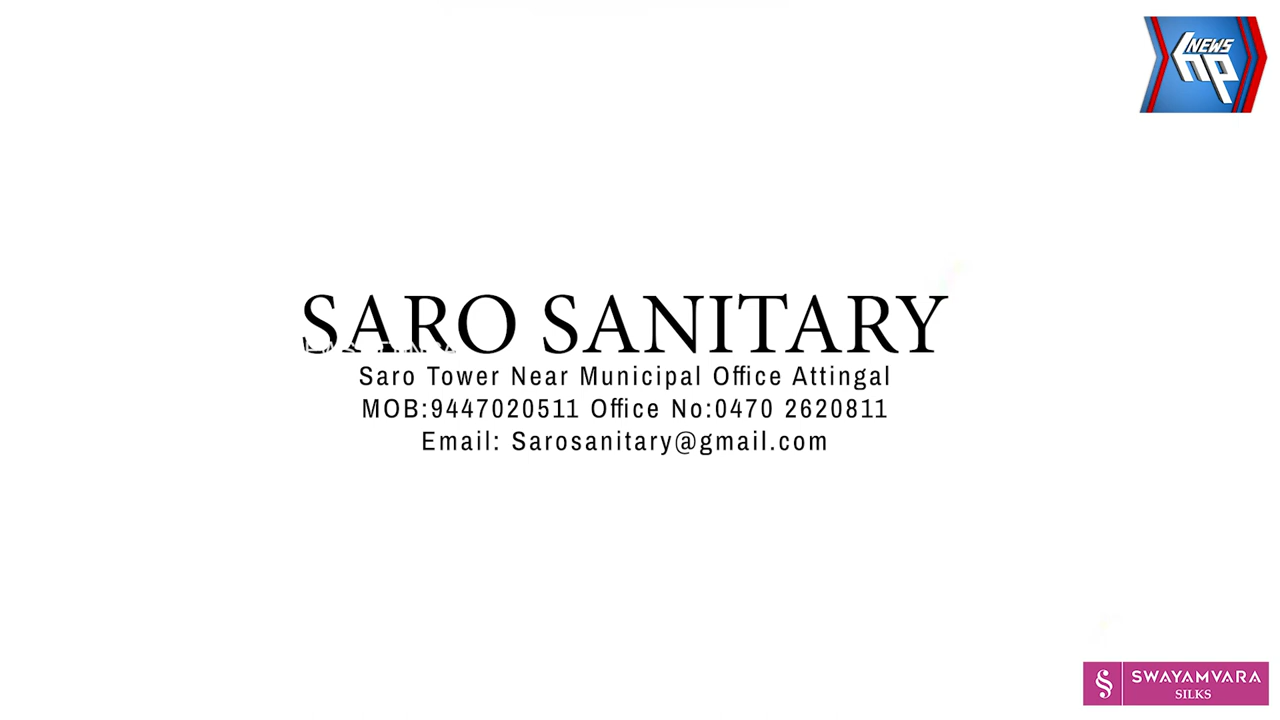 NEWS
np
SARO SANITARY
Saro Tower Near Municipal Office Attingal
MOB:9447020511 Office No:0470 2620811
Email: Sarosanitary@gmail.com
SWAYAMVARA
SILKS